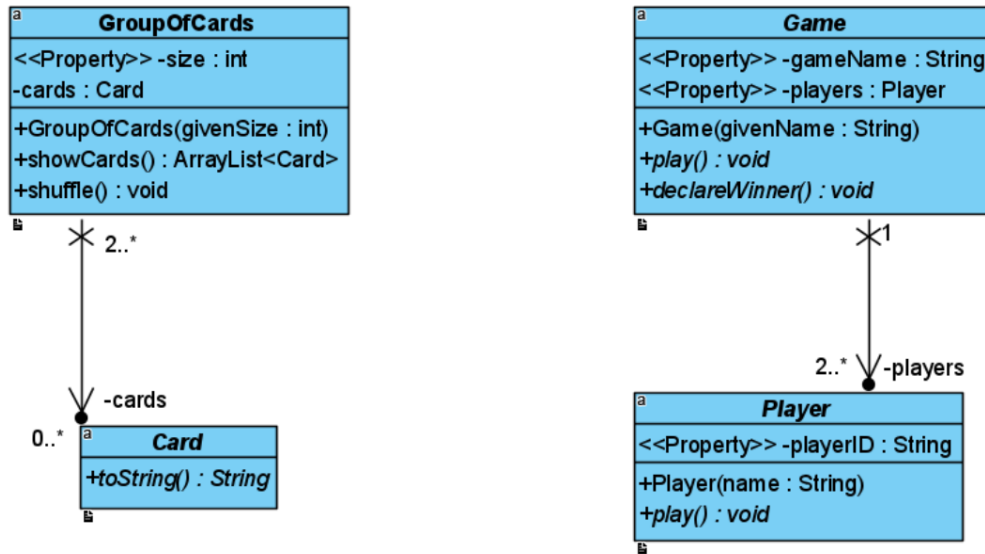 a
GroupOfCards
<<Property>> -size : int
-cards : Card
+GroupOfCards(givenSize : int)
+showCards() : ArrayList<Card>
+shuffle() : void
2..*
-cards
0..*
a
Card
+toString() : String
a
Game
<<Property>> -gameName : String
<<Property>> -players : Player
+Game(givenName : String)
+play() : void
+declareWinner() : void
1
2..*
-players
a
Player
<<Property>> -playerID : String
+Player(name : String)
+play() : void